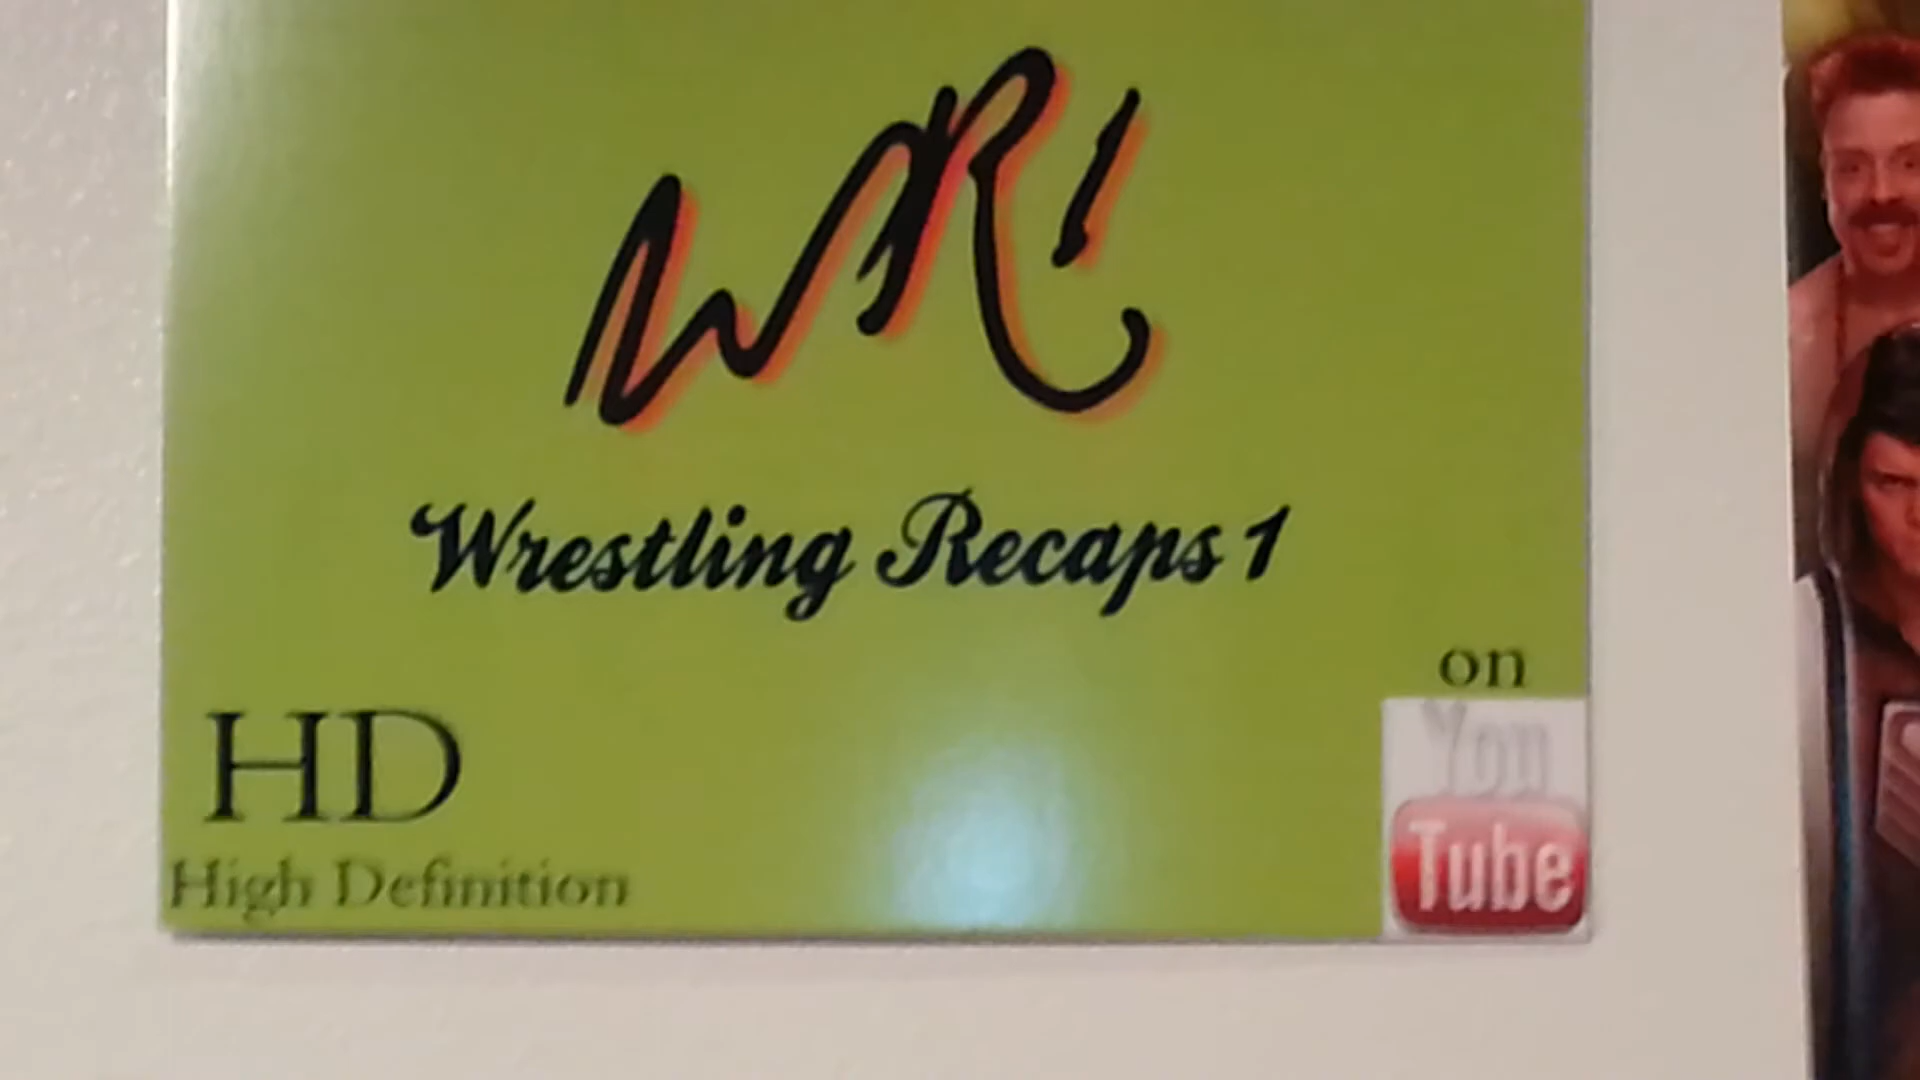 WR1
Wrestling Recaps 1
on
You
Tube
HD
High Definition